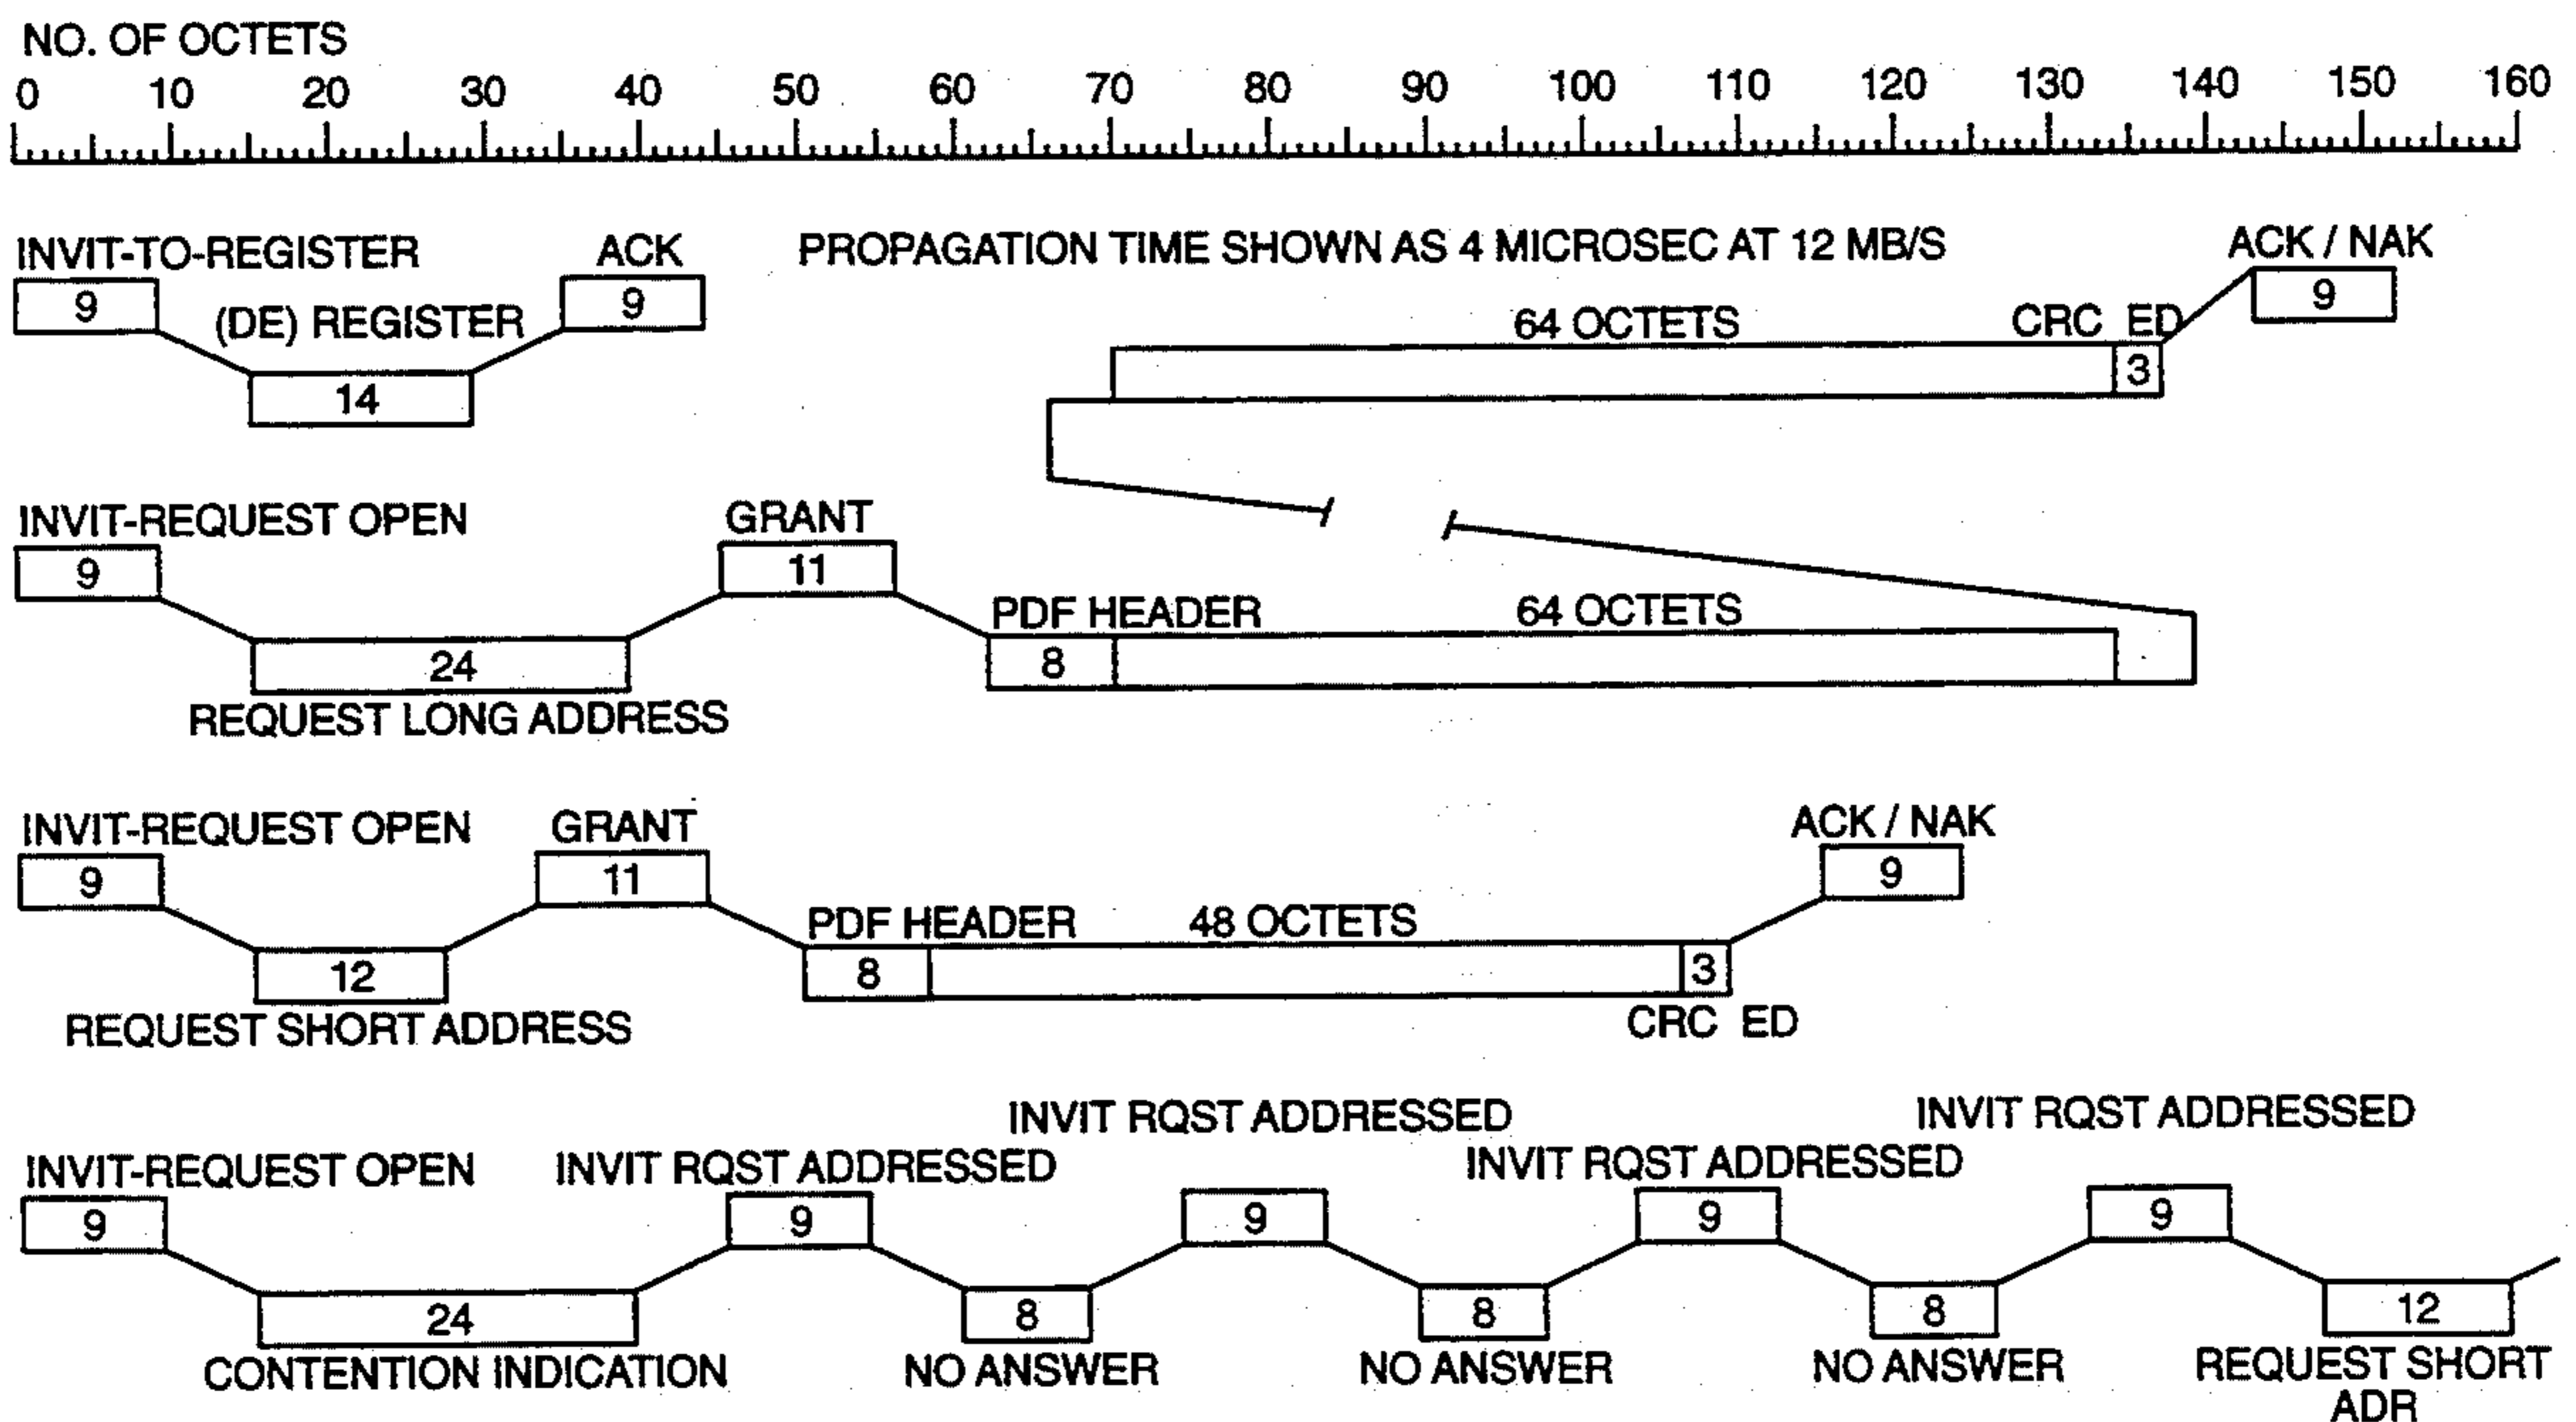 NO. OF OCTETS
0 10 20 30 40 50 60 70 80 90 100 110 120 130 140 150 160
INVIT-TO-REGISTER ACK PROPAGATION TIME SHOWN AS 4 MICROSEC AT 12 MB/S ACK / NAK
9 (DE) REGISTER 9 64 OCTETS CRC ED 9
14 3
INVIT-REQUEST OPEN GRANT
9 11
PDF HEADER 64 OCTETS
24 8
REQUEST LONG ADDRESS
INVIT-REQUEST OPEN GRANT ACK / NAK
9 11 9
PDF HEADER 48 OCTETS
12 8 3
REQUEST SHORT ADDRESS CRC ED
INVIT RQST ADDRESSED INVIT RQST ADDRESSED
INVIT-REQUEST OPEN INVIT RQST ADDRESSED INVIT RQST ADDRESSED
9 9 9 9 9
24 8 8 8 12
CONTENTION INDICATION NO ANSWER NO ANSWER NO ANSWER REQUEST SHORT
ADR